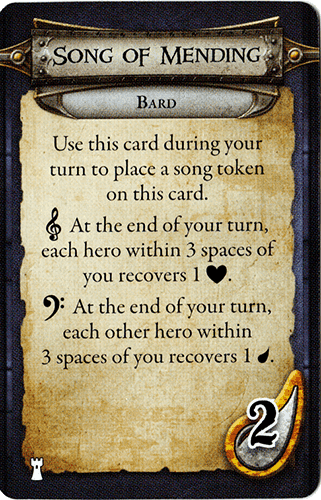 Song of Mending
Bard
Use this card during your
turn to place a song token
on this card.
𝄞 At the end of your turn,
each hero within 3 spaces of
you recovers 1 ♥.
𝄢 At the end of your turn,
each other hero within
3 spaces of you recovers 1 💧.
2